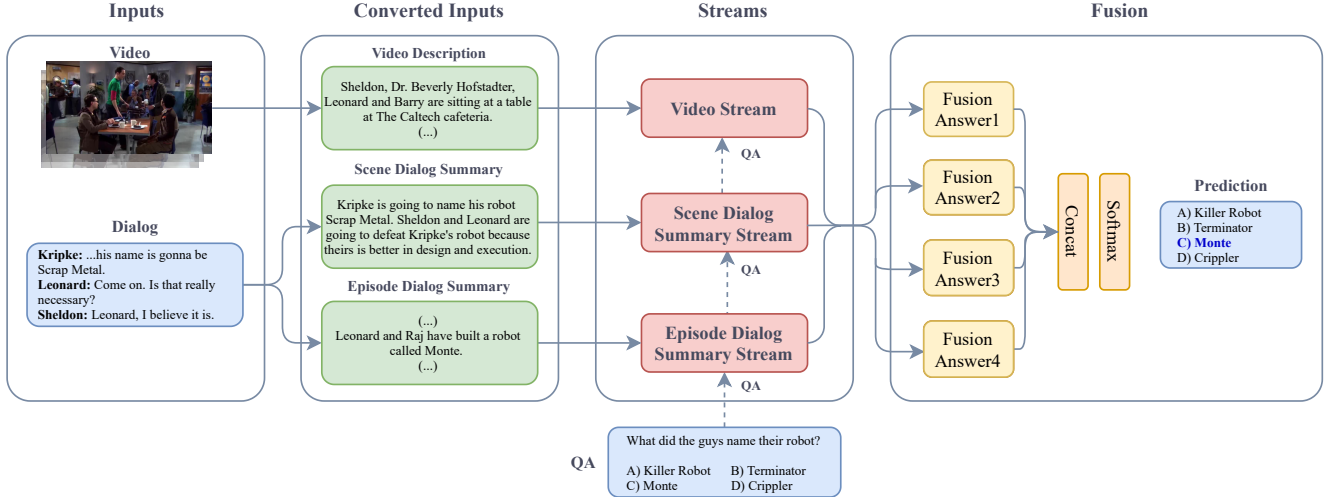 Inputs
Converted Inputs
Streams
Fusion
Video
Dialog
Kripke: ...his name is gonna be
Scrap Metal.
Leonard: Come on. Is that really
necessary?
Sheldon: Leonard, I believe it is.
Video Description
Sheldon, Dr. Beverly Hofstadter,
Leonard and Barry are sitting at a table
at The Caltech cafeteria.
(...)
Scene Dialog Summary
Kripke is going to name his robot
Scrap Metal. Sheldon and Leonard are
going to defeat Kripke's robot because
theirs is better in design and execution.
Episode Dialog Summary
(...)
Leonard and Raj have built a robot
called Monte.
(...)
Video Stream
QA
Scene Dialog
Summary Stream
QA
Episode Dialog
Summary Stream
QA
QA
What did the guys name their robot?
A) Killer Robot B) Terminator
C) Monte D) Crippler
Fusion
Answer1
Fusion
Answer2
Fusion
Answer3
Fusion
Answer4
Concat
Softmax
Prediction
A) Killer Robot
B) Terminator
C) Monte
D) Crippler